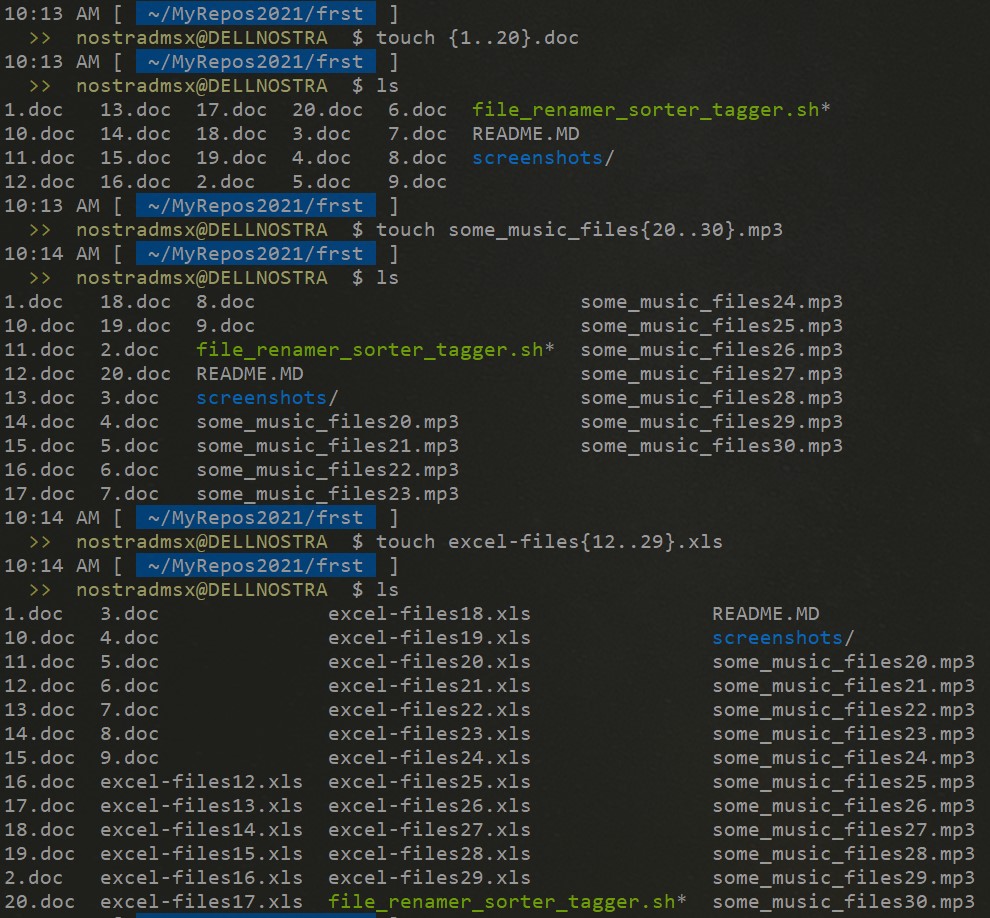 10:13 AM [  ~/MyRepos2021/frst  ]
  >>  nostradmsx@DELLNOSTRA  $ touch {1..20}.doc
10:13 AM [  ~/MyRepos2021/frst  ]
  >>  nostradmsx@DELLNOSTRA  $ ls
1.doc   13.doc  17.doc  20.doc  6.doc  file_renamer_sorter_tagger.sh*
10.doc  14.doc  18.doc  3.doc   7.doc  README.MD
11.doc  15.doc  19.doc  4.doc   8.doc  screenshots/
12.doc  16.doc  2.doc   5.doc   9.doc
10:13 AM [  ~/MyRepos2021/frst  ]
  >>  nostradmsx@DELLNOSTRA  $ touch some_music_files{20..30}.mp3
10:14 AM [  ~/MyRepos2021/frst  ]
  >>  nostradmsx@DELLNOSTRA  $ ls
1.doc   18.doc  8.doc                           some_music_files24.mp3
10.doc  19.doc  9.doc                           some_music_files25.mp3
11.doc  2.doc   file_renamer_sorter_tagger.sh*  some_music_files26.mp3
12.doc  20.doc  README.MD                       some_music_files27.mp3
13.doc  3.doc   screenshots/                    some_music_files28.mp3
14.doc  4.doc   some_music_files20.mp3          some_music_files29.mp3
15.doc  5.doc   some_music_files21.mp3          some_music_files30.mp3
16.doc  6.doc   some_music_files22.mp3
17.doc  7.doc   some_music_files23.mp3
10:14 AM [  ~/MyRepos2021/frst  ]
  >>  nostradmsx@DELLNOSTRA  $ touch excel-files{12..29}.xls
10:14 AM [  ~/MyRepos2021/frst  ]
  >>  nostradmsx@DELLNOSTRA  $ ls
1.doc   3.doc              excel-files18.xls               README.MD
10.doc  4.doc              excel-files19.xls               screenshots/
11.doc  5.doc              excel-files20.xls               some_music_files20.mp3
12.doc  6.doc              excel-files21.xls               some_music_files21.mp3
13.doc  7.doc              excel-files22.xls               some_music_files22.mp3
14.doc  8.doc              excel-files23.xls               some_music_files23.mp3
15.doc  9.doc              excel-files24.xls               some_music_files24.mp3
16.doc  excel-files12.xls  excel-files25.xls               some_music_files25.mp3
17.doc  excel-files13.xls  excel-files26.xls               some_music_files26.mp3
18.doc  excel-files14.xls  excel-files27.xls               some_music_files27.mp3
19.doc  excel-files15.xls  excel-files28.xls               some_music_files28.mp3
2.doc   excel-files16.xls  excel-files29.xls               some_music_files29.mp3
20.doc  excel-files17.xls  file_renamer_sorter_tagger.sh*  some_music_files30.mp3